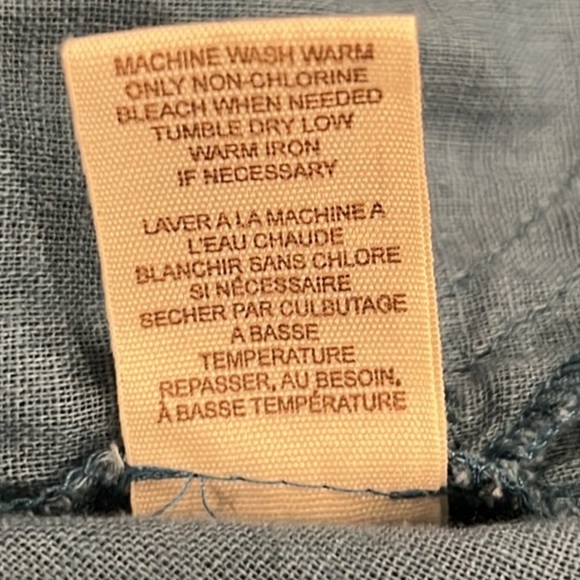 MACHINE WASH WARM
ONLY NON-CHLORINE
BLEACH WHEN NEEDED
TUMBLE DRY LOW
WARM IRON
IF NECESSARY
LAVER A LA MACHINE A
L'EAU CHAUDE
BLANCHIR SANS CHLORE
SI NÉCESSAIRE
SECHER PAR CULBUTAGE
A BASSE
TEMPERATURE
REPASSER, AU BESOIN,
À BASSE TEMPÉRATURE